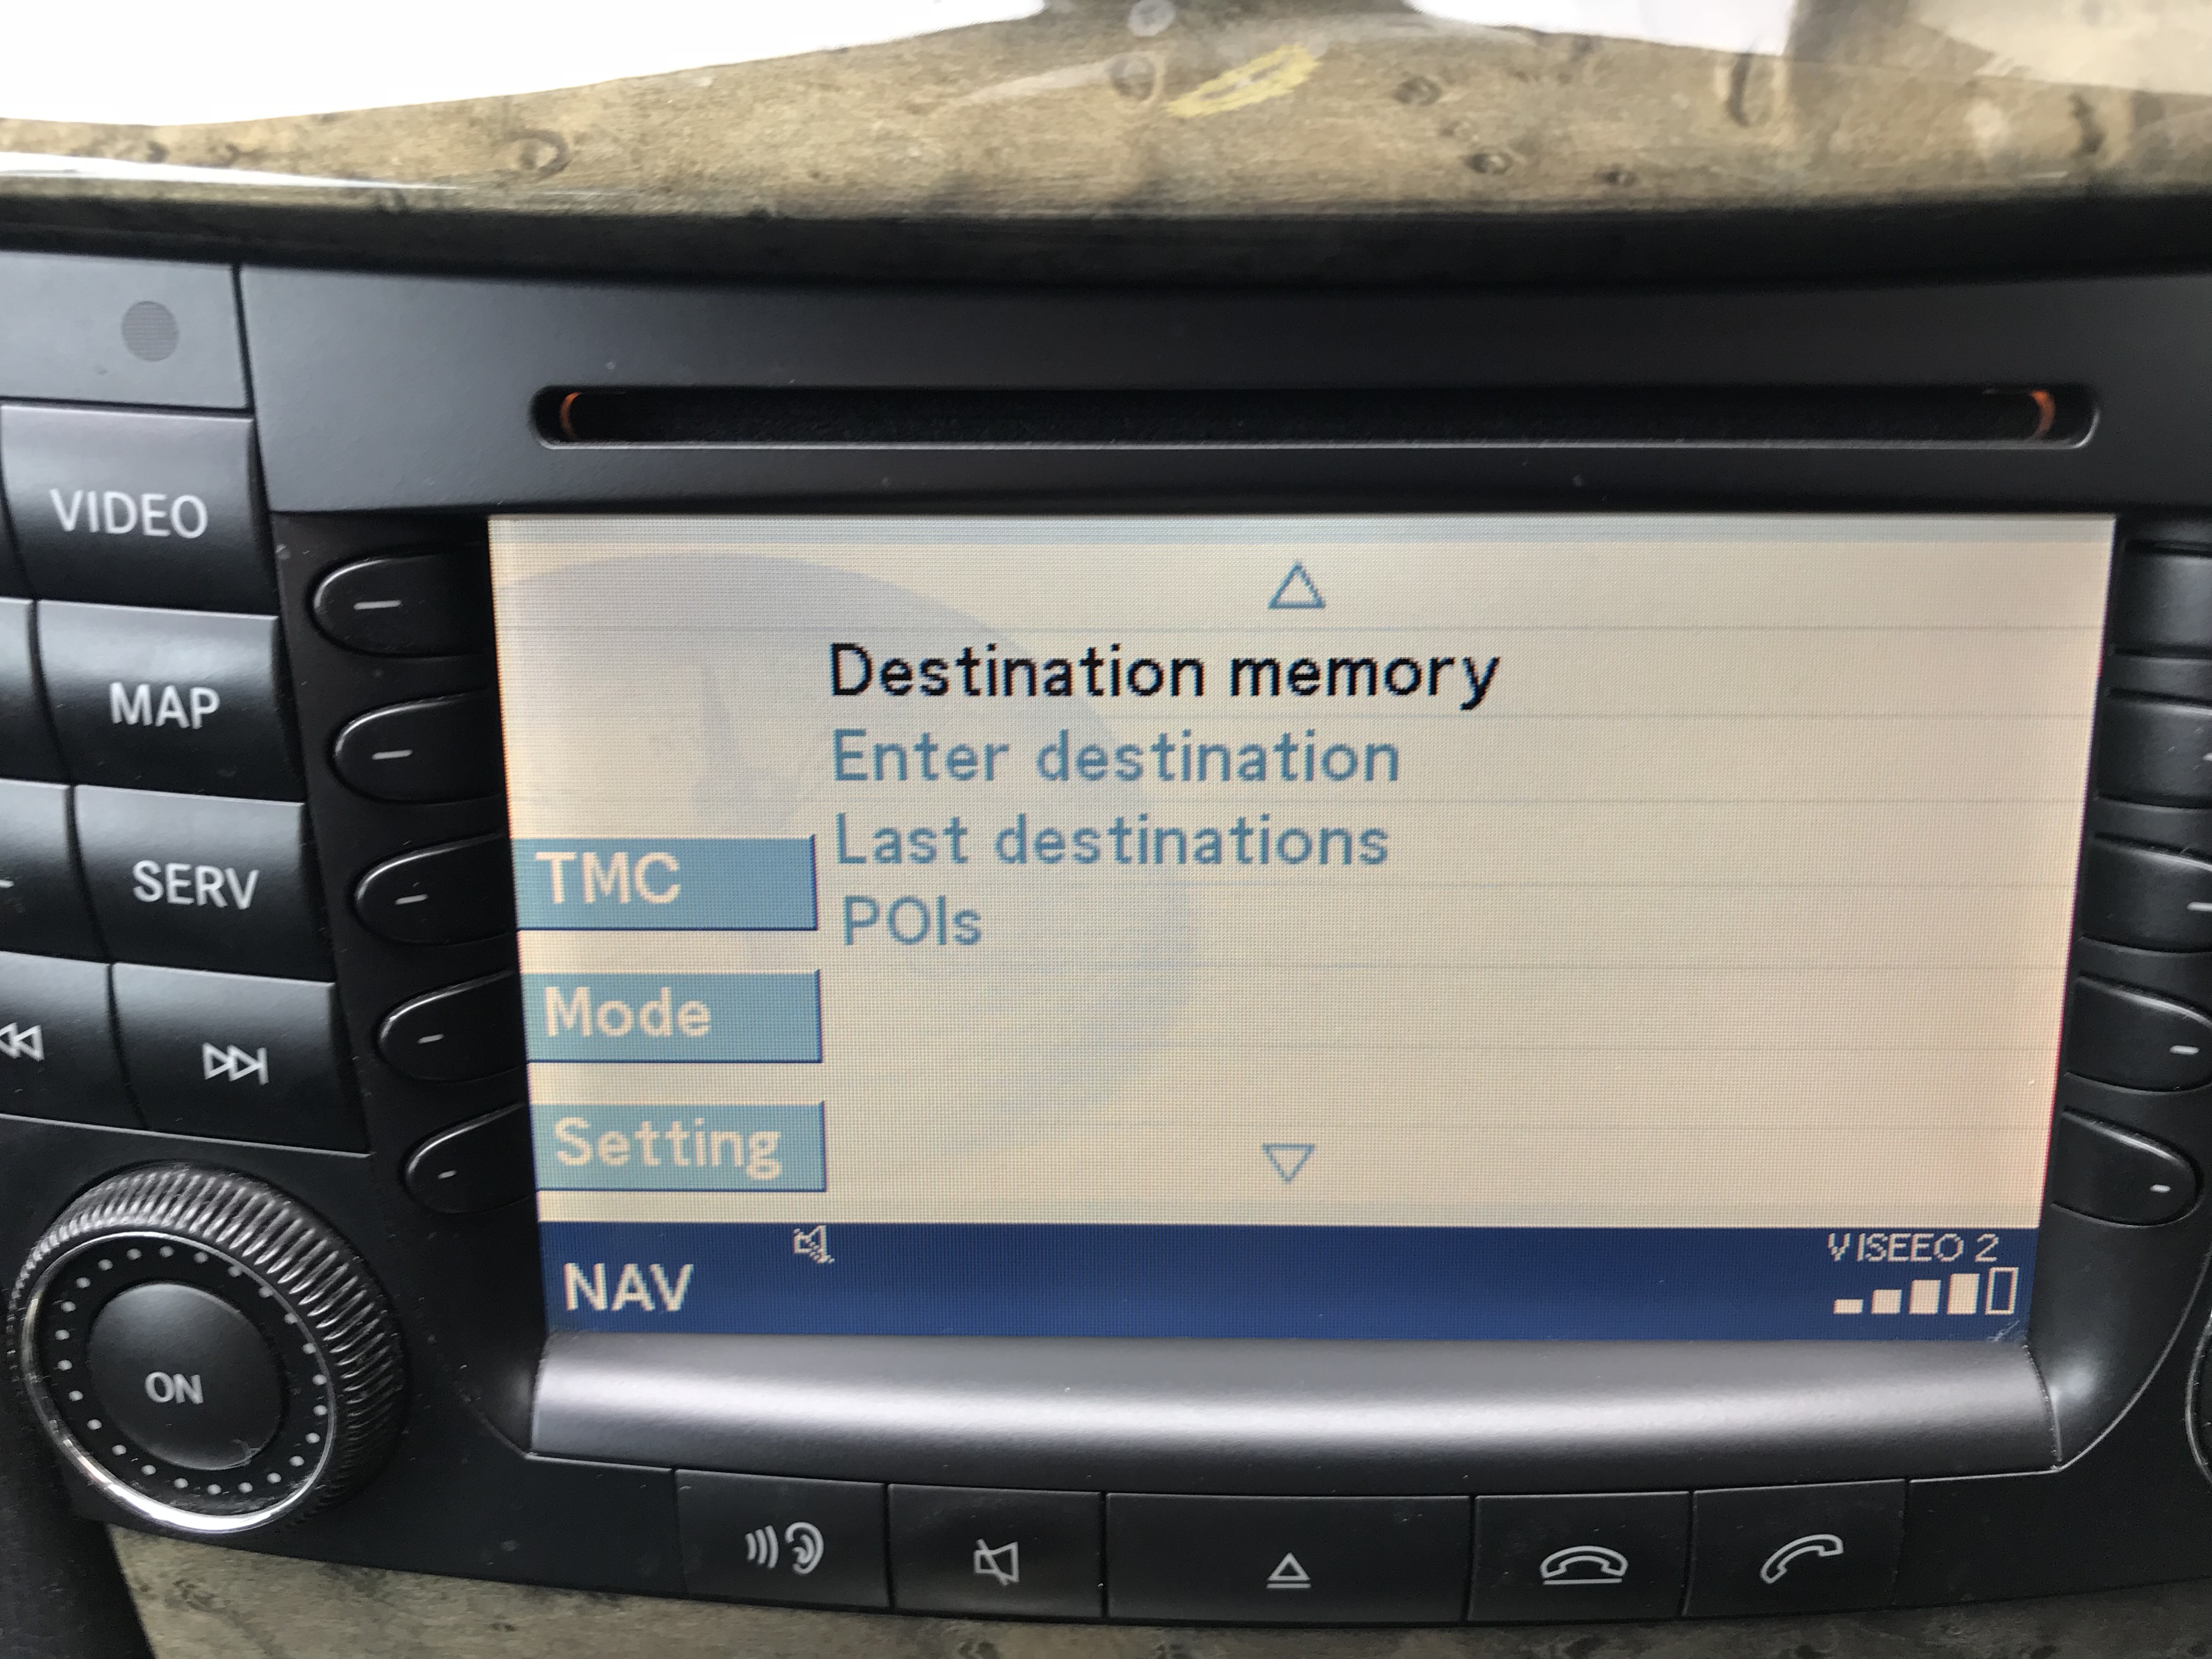 VIDEO
MAP
SERV
ON
Destination memory
Enter destination
Last destinations
POIs
TMC
Mode
Setting
NAV
VISEEO 2